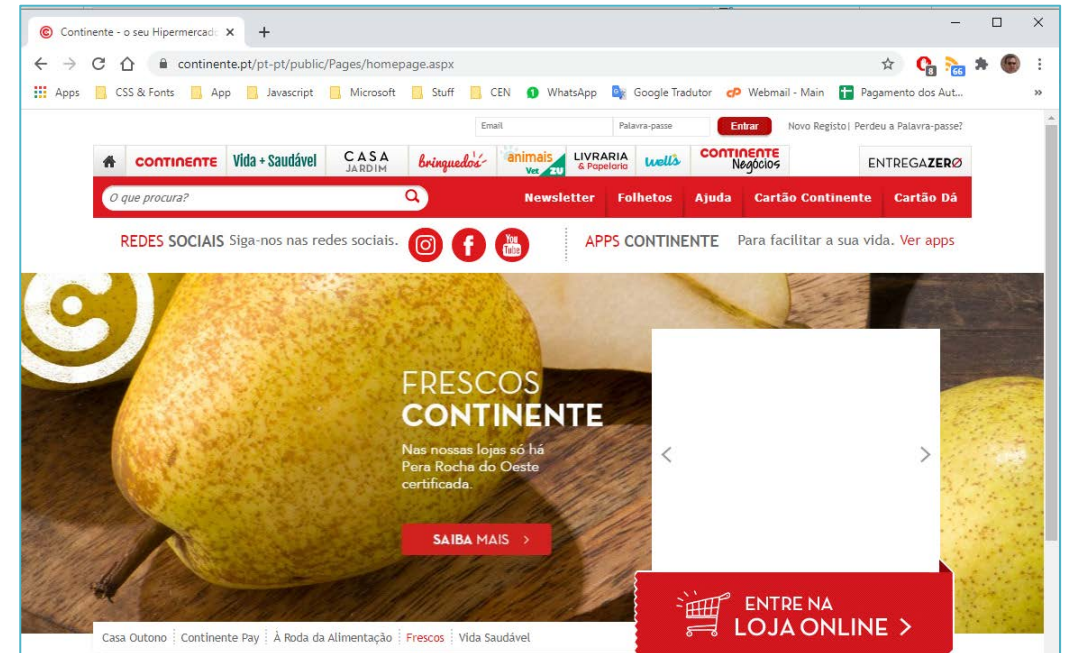 Continente - o seu Hipermercad
continente.pt/pt-pt/public/Pages/homepage.aspx
8
66
Apps CSS & Fonts App Javascript Microsoft Stuff CEN WhatsApp Google Tradutor Webmail - Main Pagamento dos Aut... »
Email Palavra-passe Entrar Novo Registo| Perdeu a Palavra-passe?
CONTINENTE Vida + Saudável CASA JARDIM brinquedos animais Vet ZU LIVRARIA & Papelaria wells CONTINENTE Negócios ENTREGAZERØ
O que procura? Newsletter Folhetos Ajuda Cartão Continente Cartão Dá
REDES SOCIAIS Siga-nos nas redes sociais. You Tube APPS CONTINENTE Para facilitar a sua vida. Ver apps
FRESCOS
CONTINENTE
Nas nossas lojas só há
Pera Rocha do Oeste
certificada.
SAIBA MAIS >
ENTRE NA
LOJA ONLINE >
Casa Outono Continente Pay À Roda da Alimentação Frescos Vida Saudável